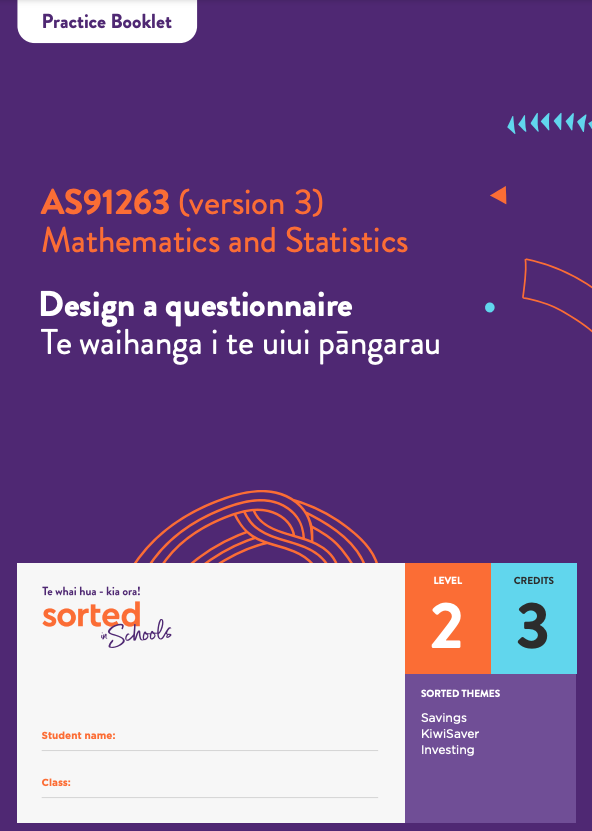 Practice Booklet
AS91263 (version 3)
Mathematics and Statistics
Design a questionnaire
Te waihanga i te uiui pāngarau
Te whai hua - kia ora!
sorted
in Schools
Student name:
Class:
LEVEL
2
CREDITS
3
SORTED THEMES
Savings
KiwiSaver
Investing